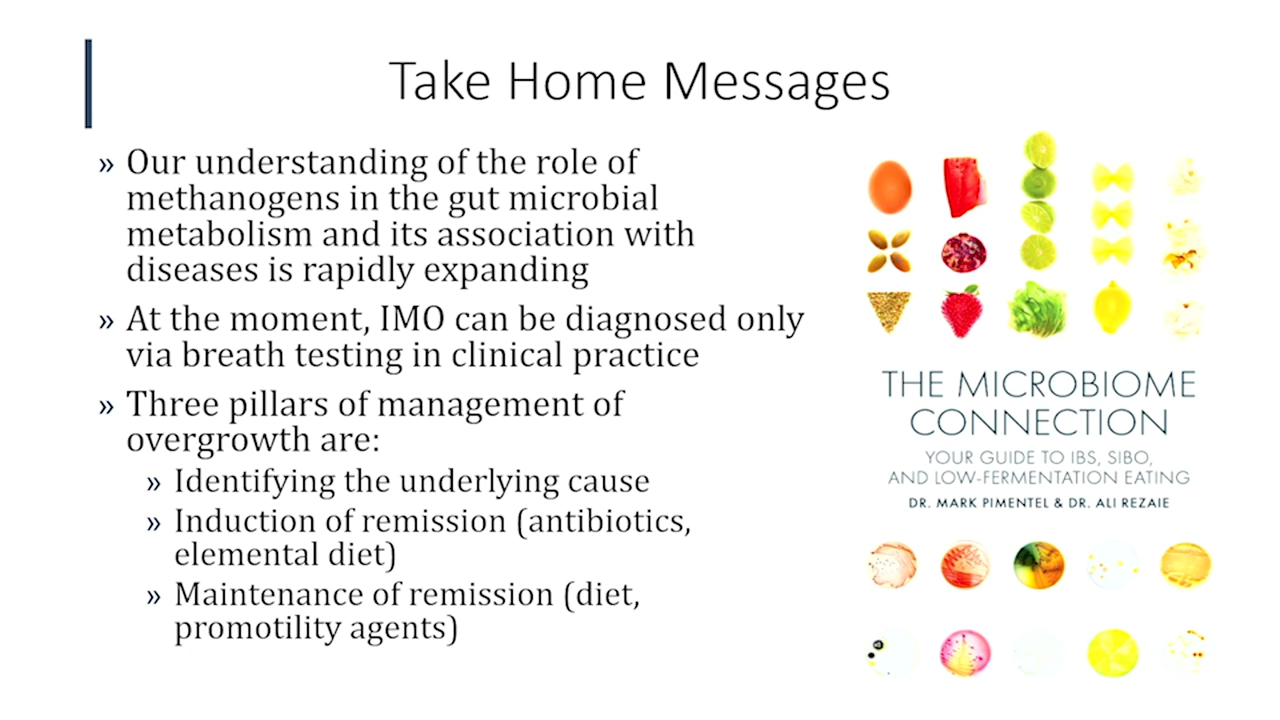 Take Home Messages
» Our understanding of the role of
methanogens in the gut microbial
metabolism and its association with
diseases is rapidly expanding
» At the moment, IMO can be diagnosed only
via breath testing in clinical practice
» Three pillars of management of
overgrowth are:
» Identifying the underlying cause
» Induction of remission (antibiotics,
elemental diet)
» Maintenance of remission (diet,
promotility agents)
THE MICROBIOME
CONNECTION
YOUR GUIDE TO IBS, SIBO,
AND LOW-FERMENTATION EATING
DR. MARK PIMENTEL & DR. ALI REZAIE